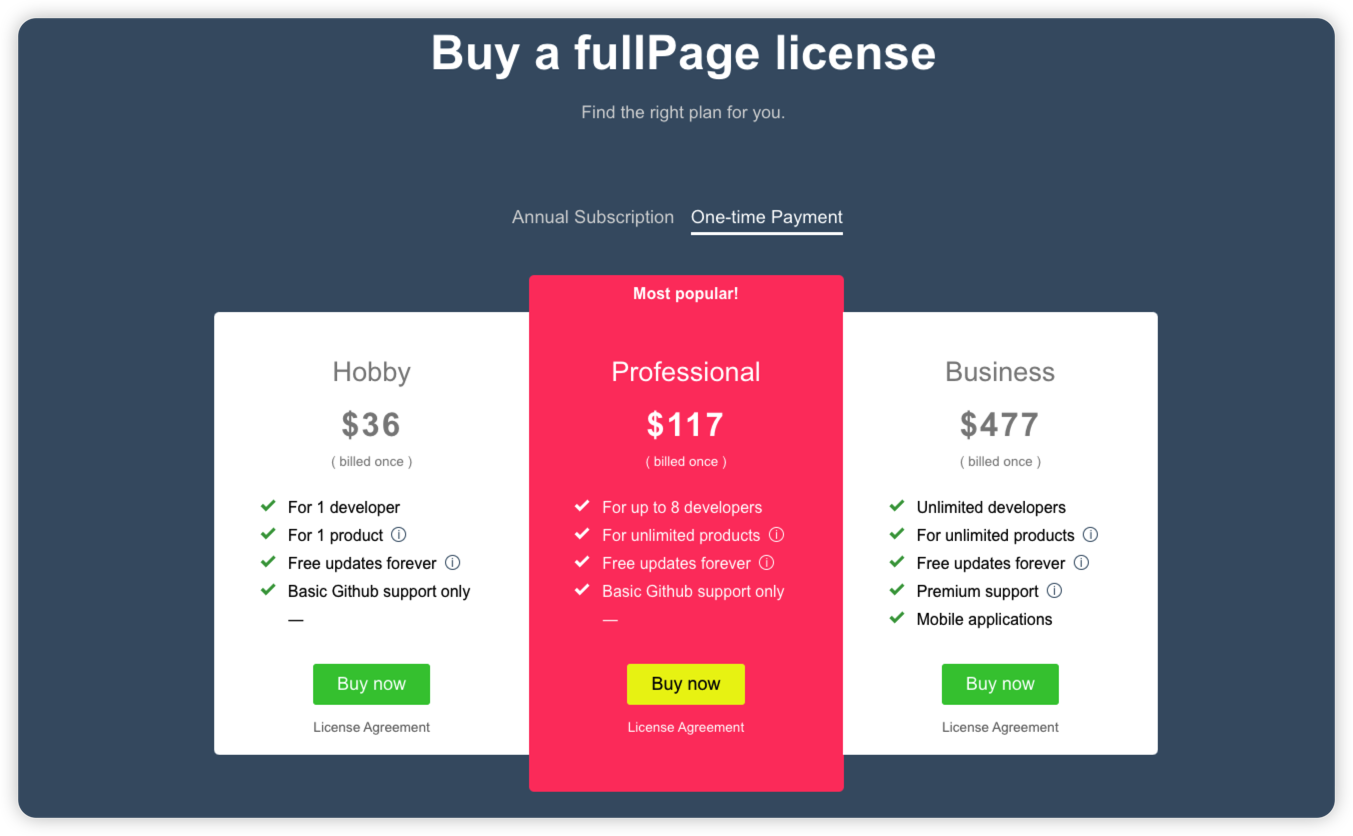 Buy a fullPage license
Find the right plan for you.
Annual Subscription One-time Payment
Most popular!
Hobby
$36
( billed once )
For 1 developer
For 1 product ⓘ
Free updates forever ⓘ
Basic Github support only
—
Buy now
License Agreement
Professional
$117
( billed once )
For up to 8 developers
For unlimited products ⓘ
Free updates forever ⓘ
Basic Github support only
—
Buy now
License Agreement
Business
$477
( billed once )
Unlimited developers
For unlimited products ⓘ
Free updates forever ⓘ
Premium support ⓘ
Mobile applications
Buy now
License Agreement